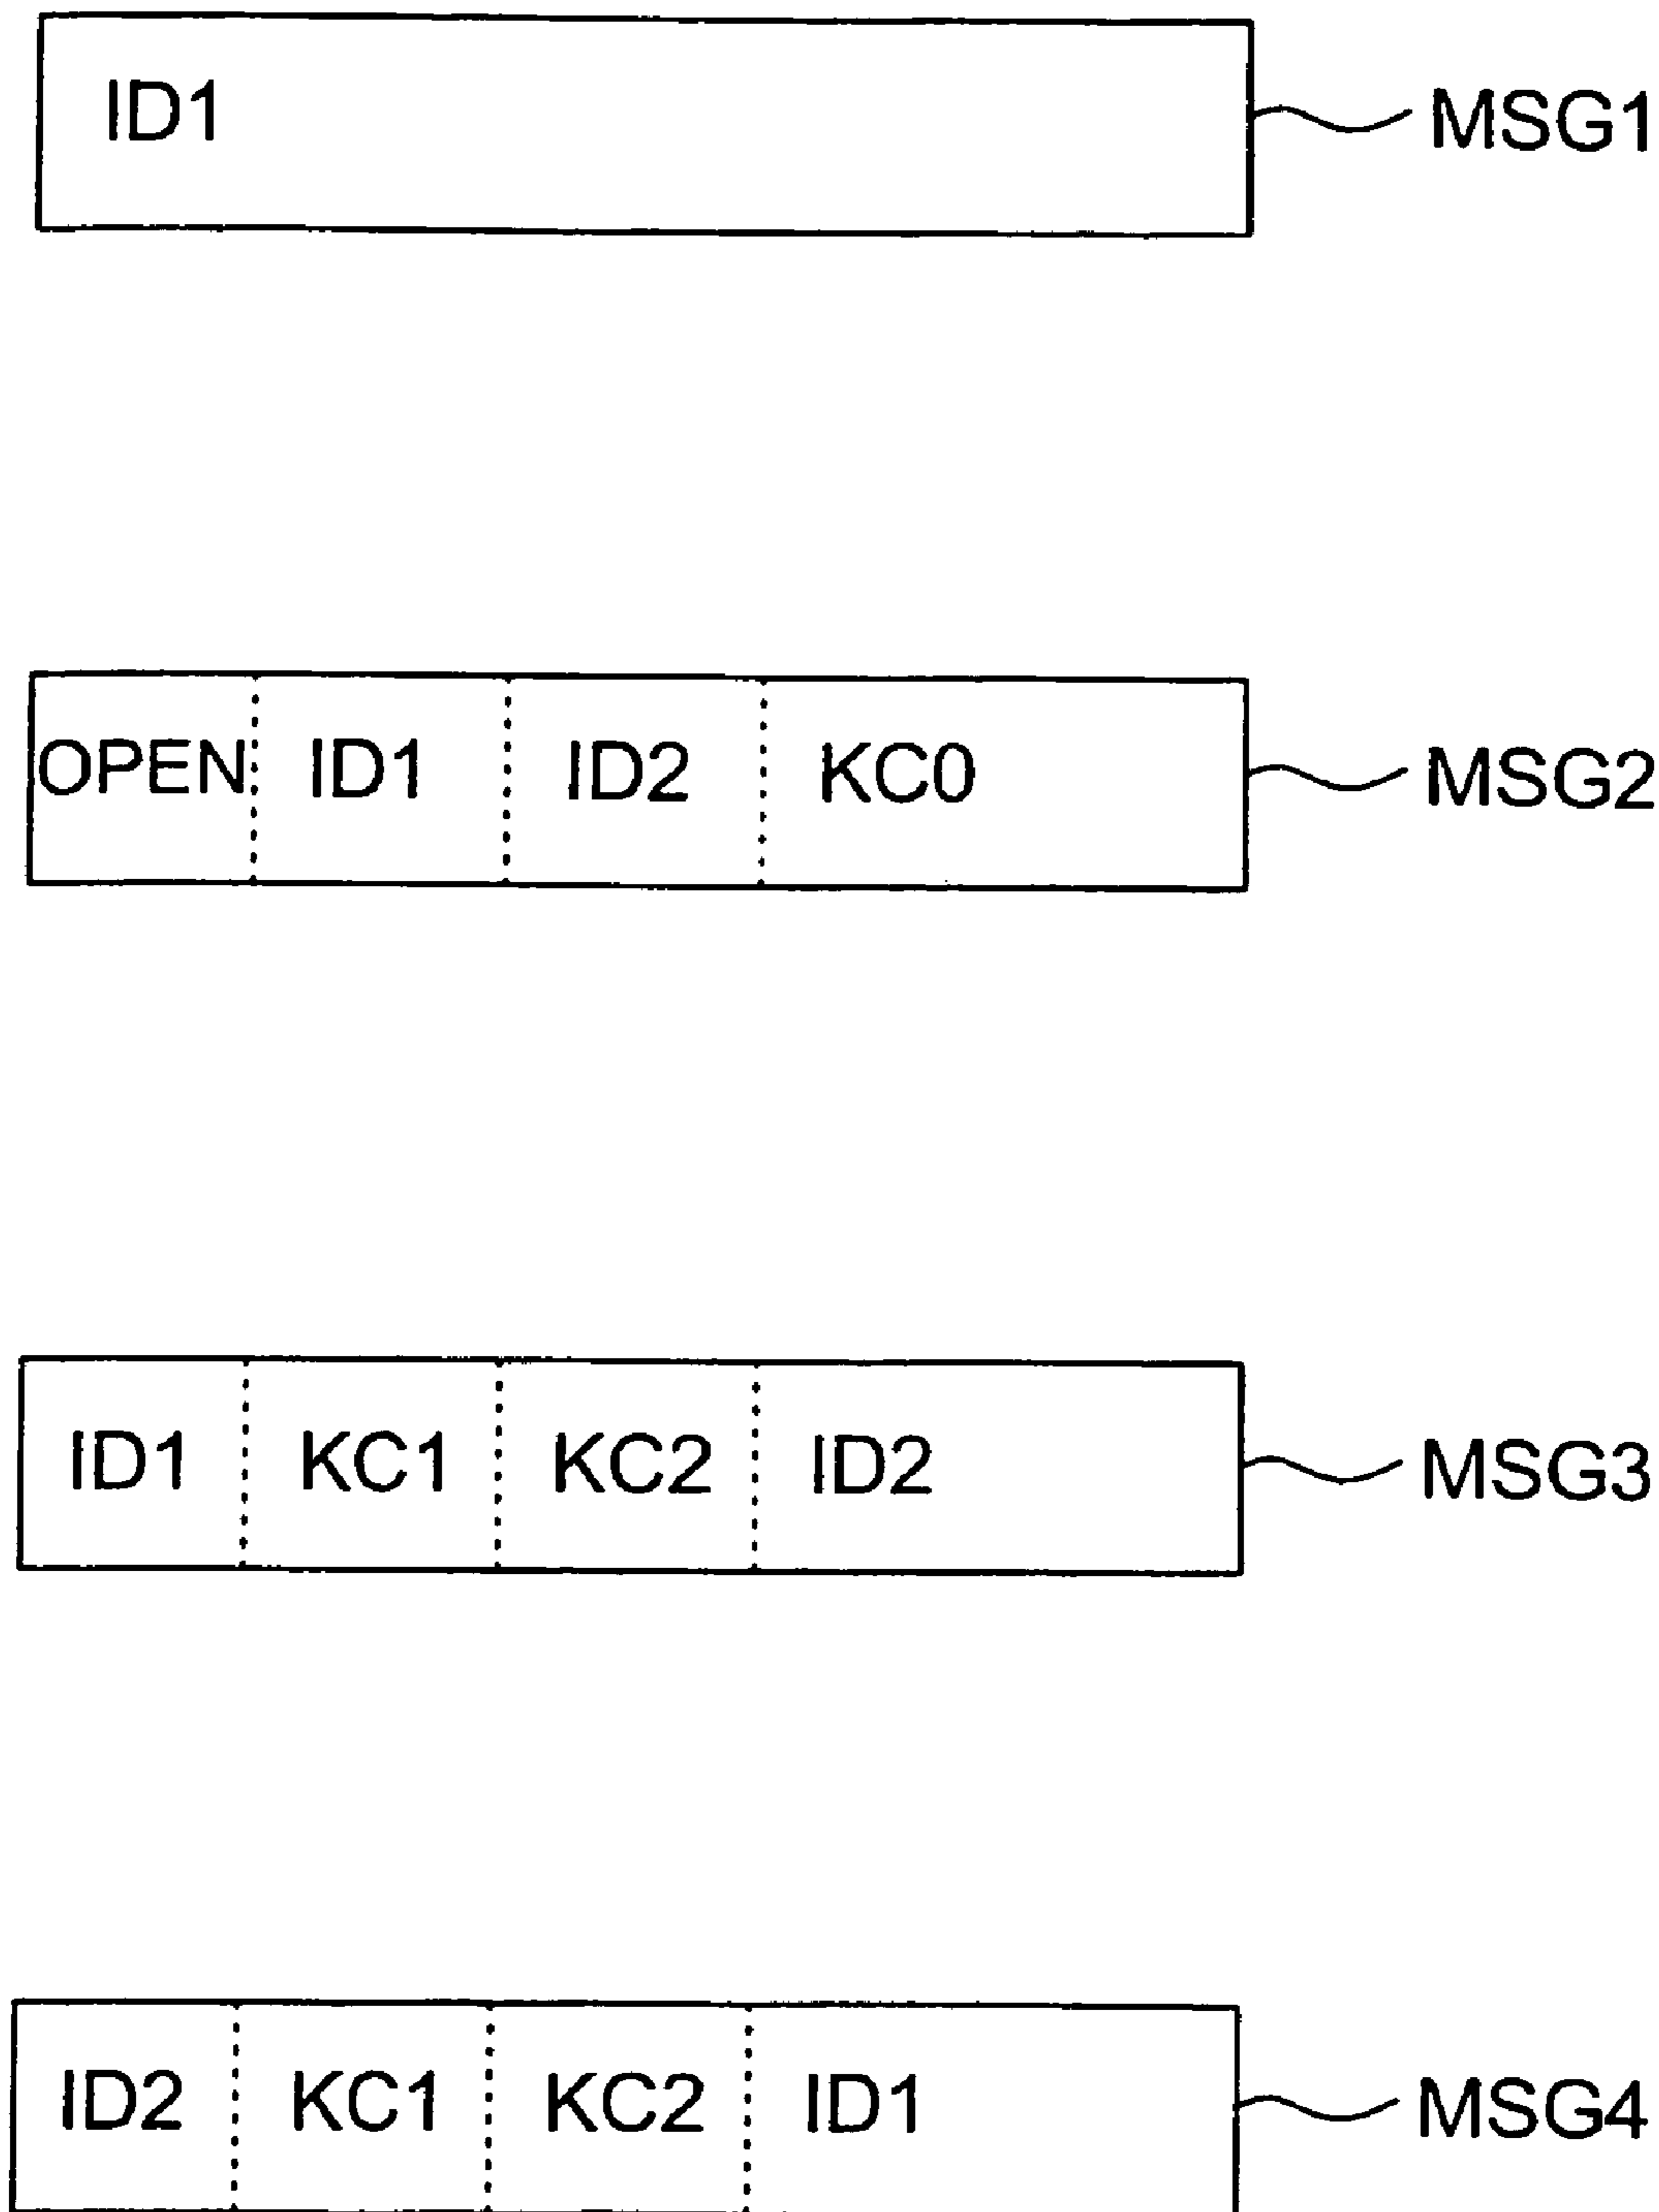 ID1 MSG1
OPEN ID1 ID2 KC0 MSG2
ID1 KC1 KC2 ID2 MSG3
ID2 KC1 KC2 ID1 MSG4